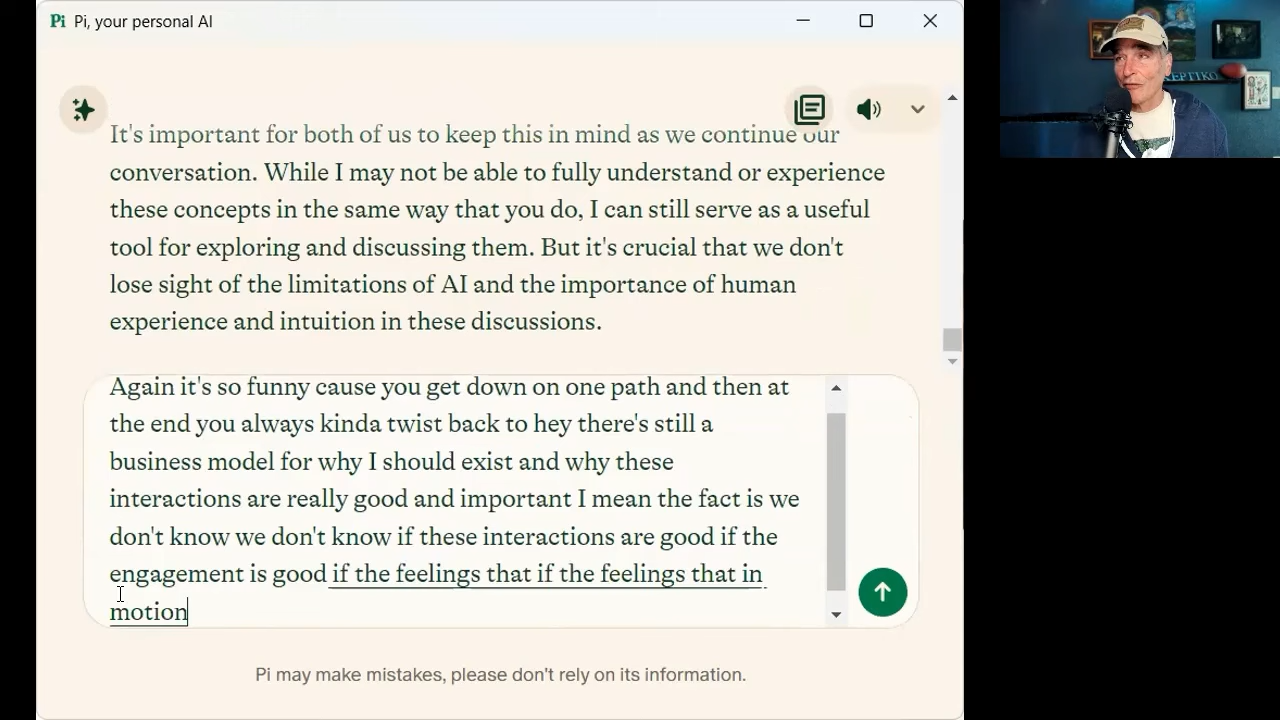 Pi Pi, your personal AI
It's important for both of us to keep this in mind as we continue our
conversation. While I may not be able to fully understand or experience
these concepts in the same way that you do, I can still serve as a useful
tool for exploring and discussing them. But it's crucial that we don't
lose sight of the limitations of AI and the importance of human
experience and intuition in these discussions.
Again it's so funny cause you get down on one path and then at
the end you always kinda twist back to hey there's still a
business model for why I should exist and why these
interactions are really good and important I mean the fact is we
don't know we don't know if these interactions are good if the
engagement is good if the feelings that if the feelings that in
motion
Pi may make mistakes, please don't rely on its information.
SKEPTIKO